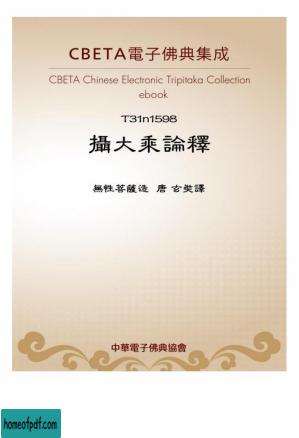 CBETA電子佛典集成
CBETA Chinese Electronic Tripitaka Collection
ebook
T31n1598
攝大乘論釋
無性菩薩造 唐 玄奘譯
中華電子佛典協會
homeofpdf.com